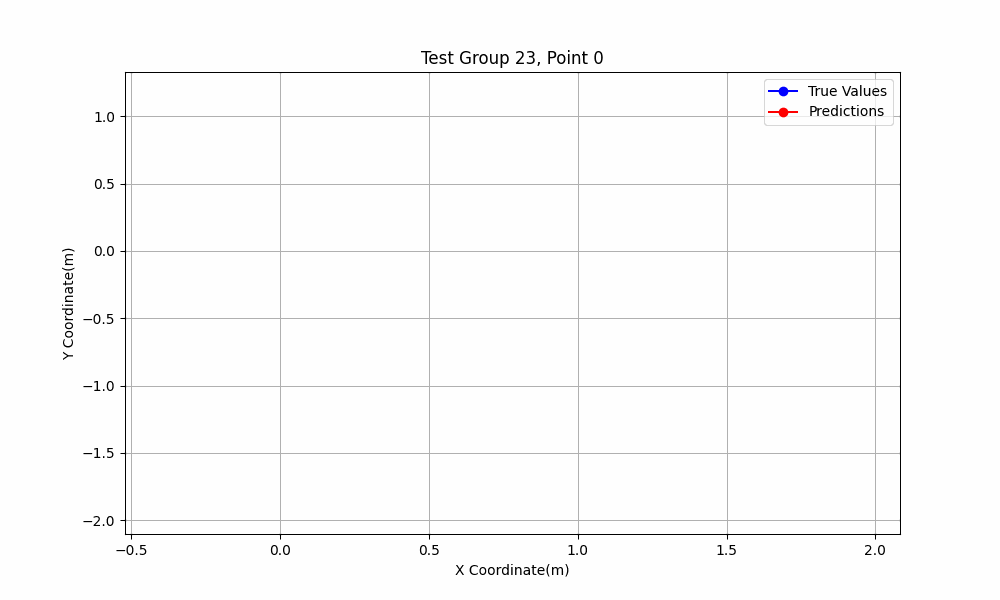 Test Group 23, Point 0
True Values
Predictions
1.0
0.5
0.0
−0.5
−1.0
−1.5
−2.0
Y Coordinate(m)
−0.5 0.0 0.5 1.0 1.5 2.0
X Coordinate(m)